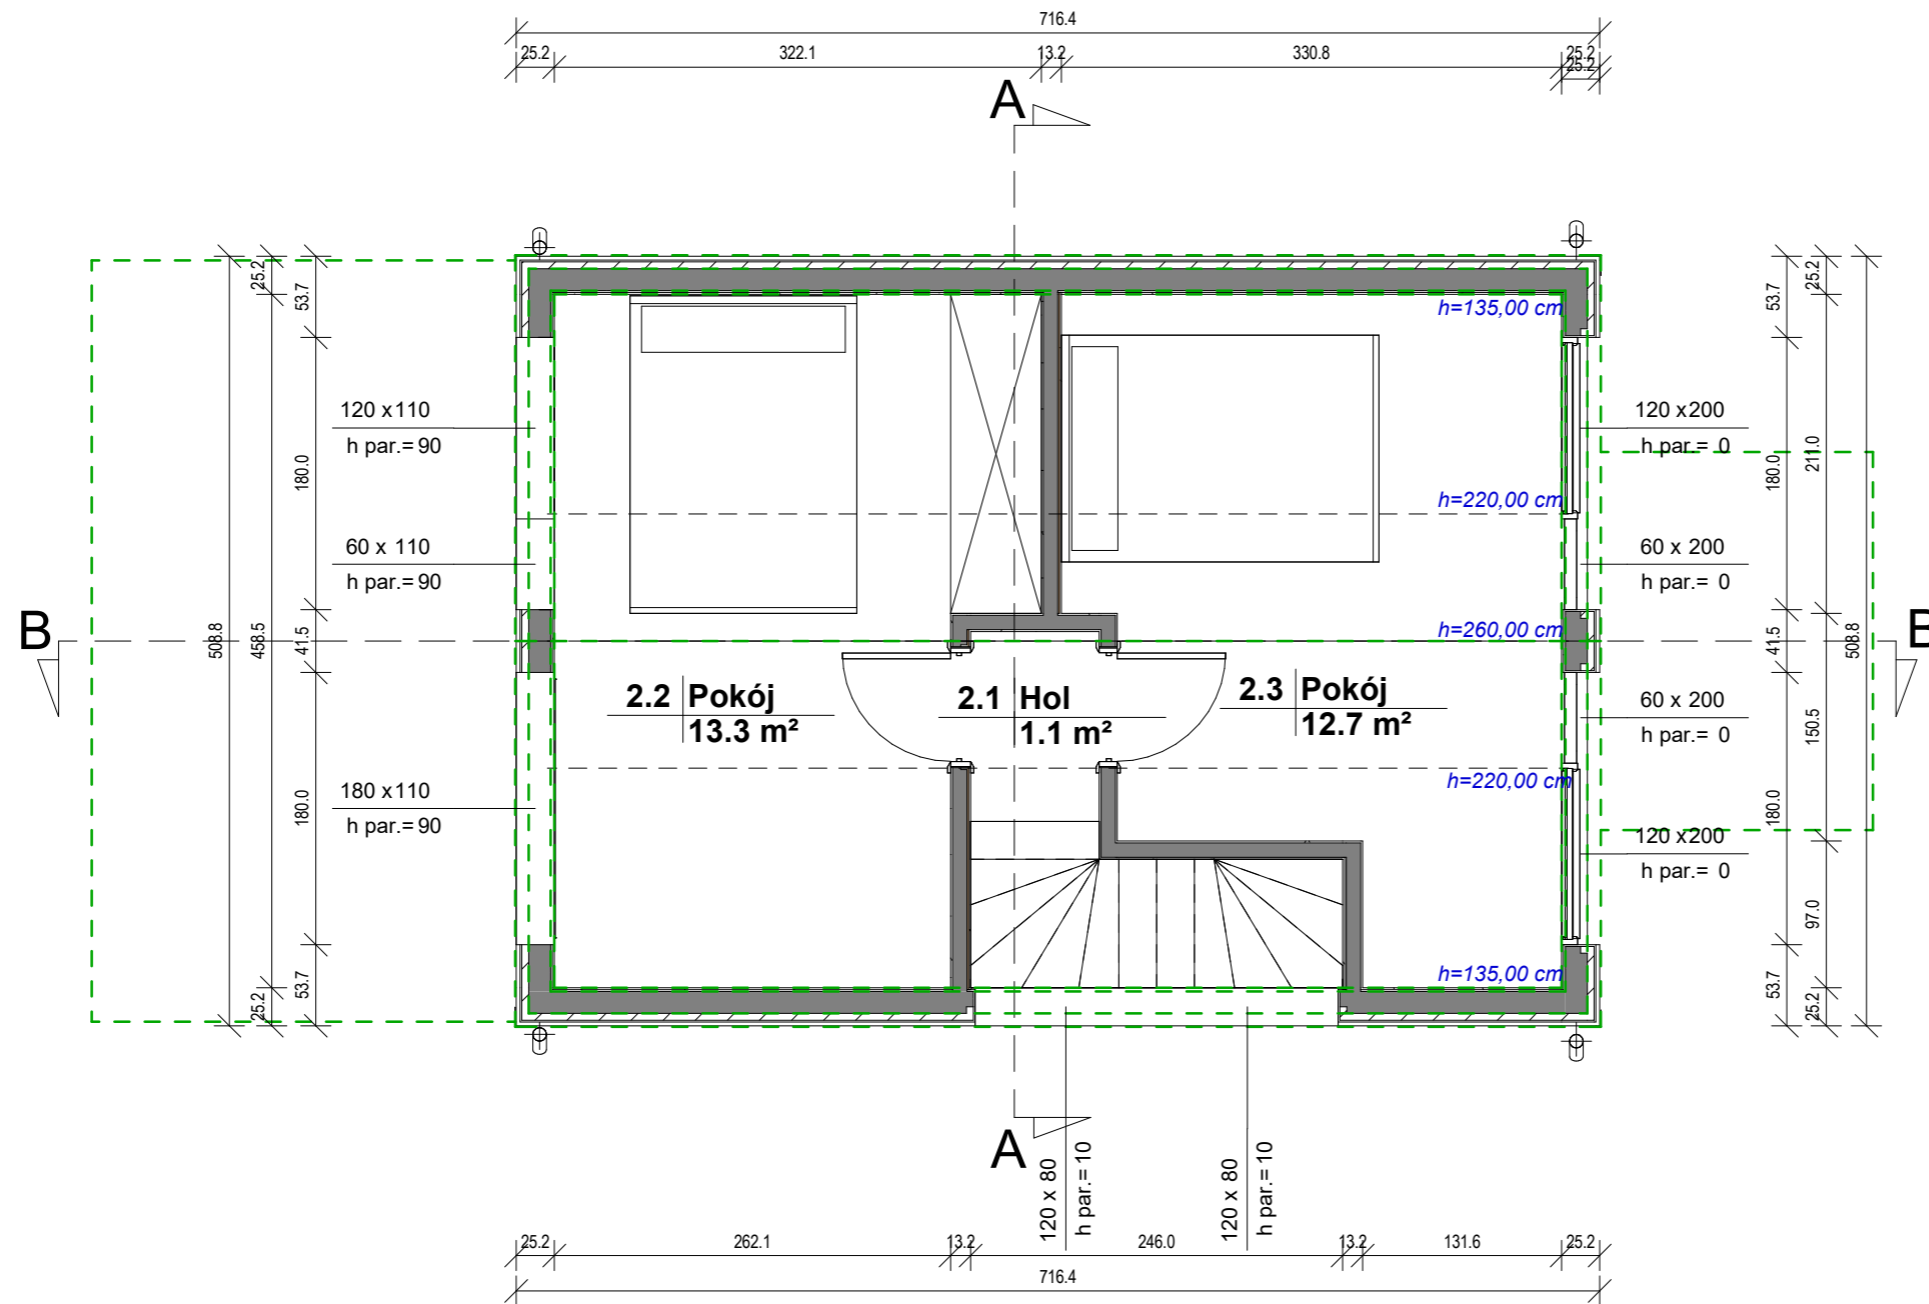 716.4
25.2 322.1 13.2 330.8 25.2
25.2
A
h=135,00 cm
120 x110
h par.= 90
120 x200
h par.= 0
h=220,00 cm
60 x 110
h par.= 90
60 x 200
h par.= 0
B
h=260,00 cm
B
2.2 Pokój
13.3 m²
2.1 Hol
1.1 m²
2.3 Pokój
12.7 m²
60 x 200
h par.= 0
h=220,00 cm
180 x110
h par.= 90
120 x200
h par.= 0
h=135,00 cm
508.8
25.2
458.5
25.2
53.7
180.0
41.5
180.0
53.7
53.7
180.0
41.5
180.0
53.7
25.2
211.0
150.5
97.0
25.2
508.8
A
120 x 80
h par.= 10
120 x 80
h par.= 10
25.2 262.1 13.2 246.0 13.2 131.6 25.2
716.4